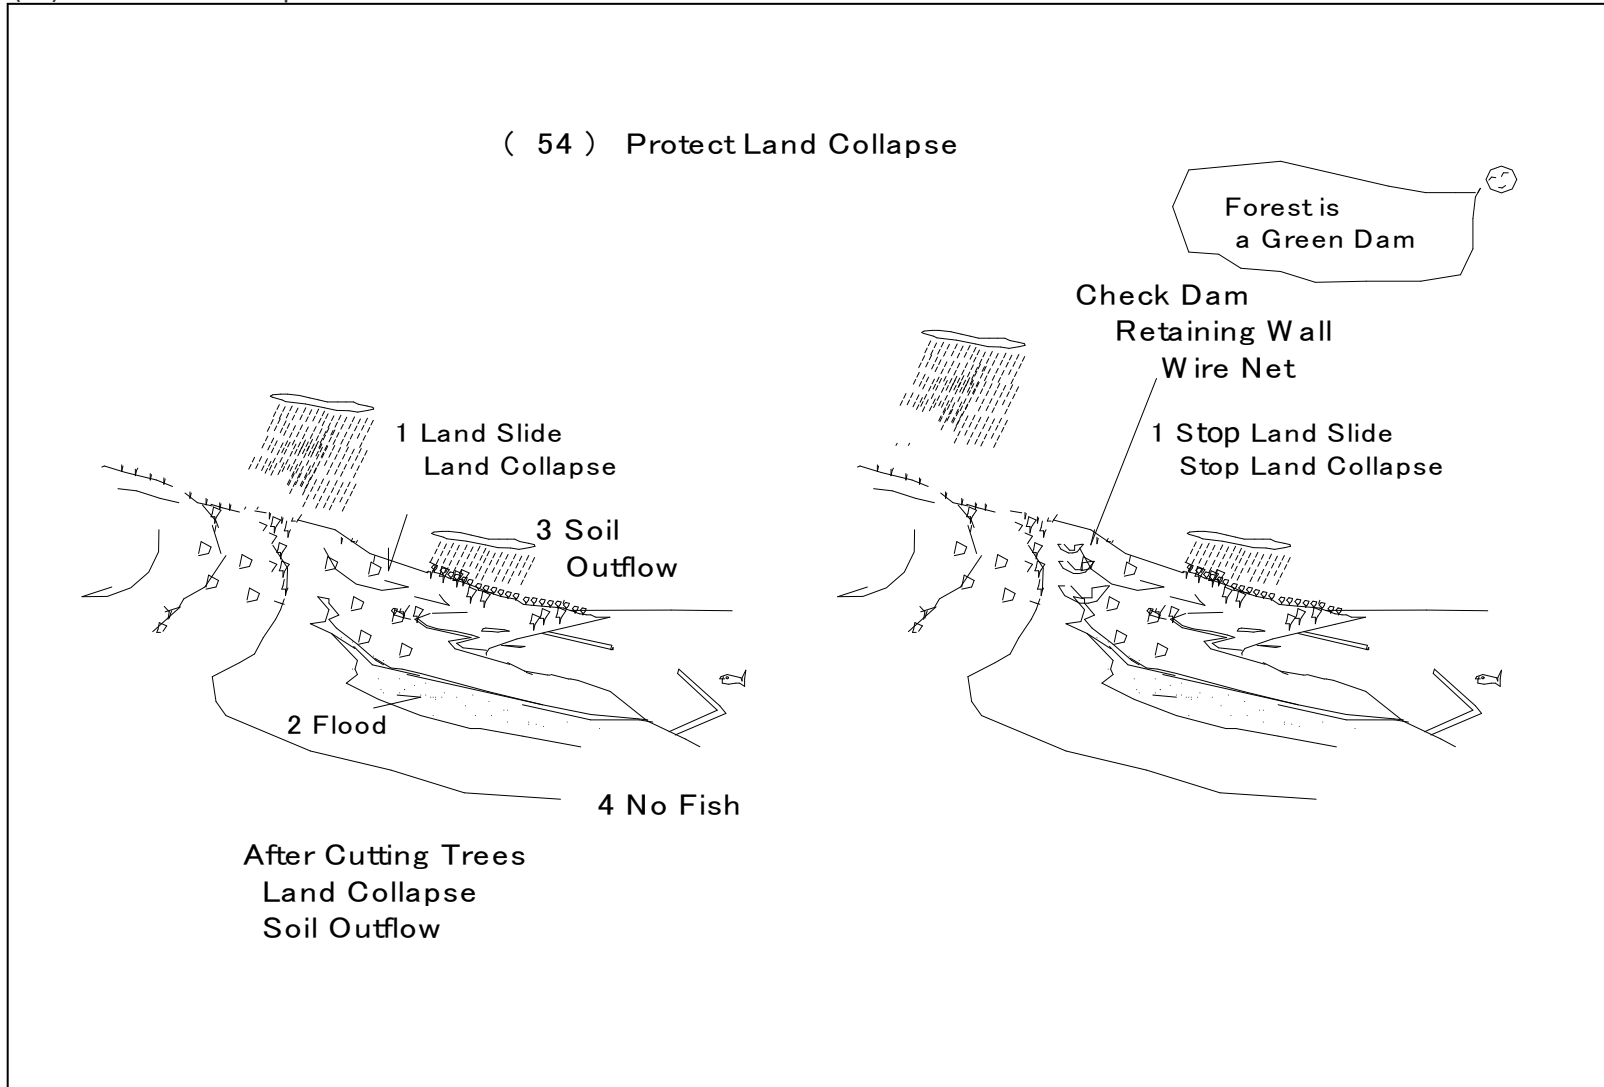 ( 54 ) Protect Land Collapse
Forest is
a Green Dam
Check Dam
Retaining Wall
Wire Net
1 Land Slide
Land Collapse
3 Soil
Outflow
2 Flood
4 No Fish
After Cutting Trees
Land Collapse
Soil Outflow
1 Stop Land Slide
Stop Land Collapse